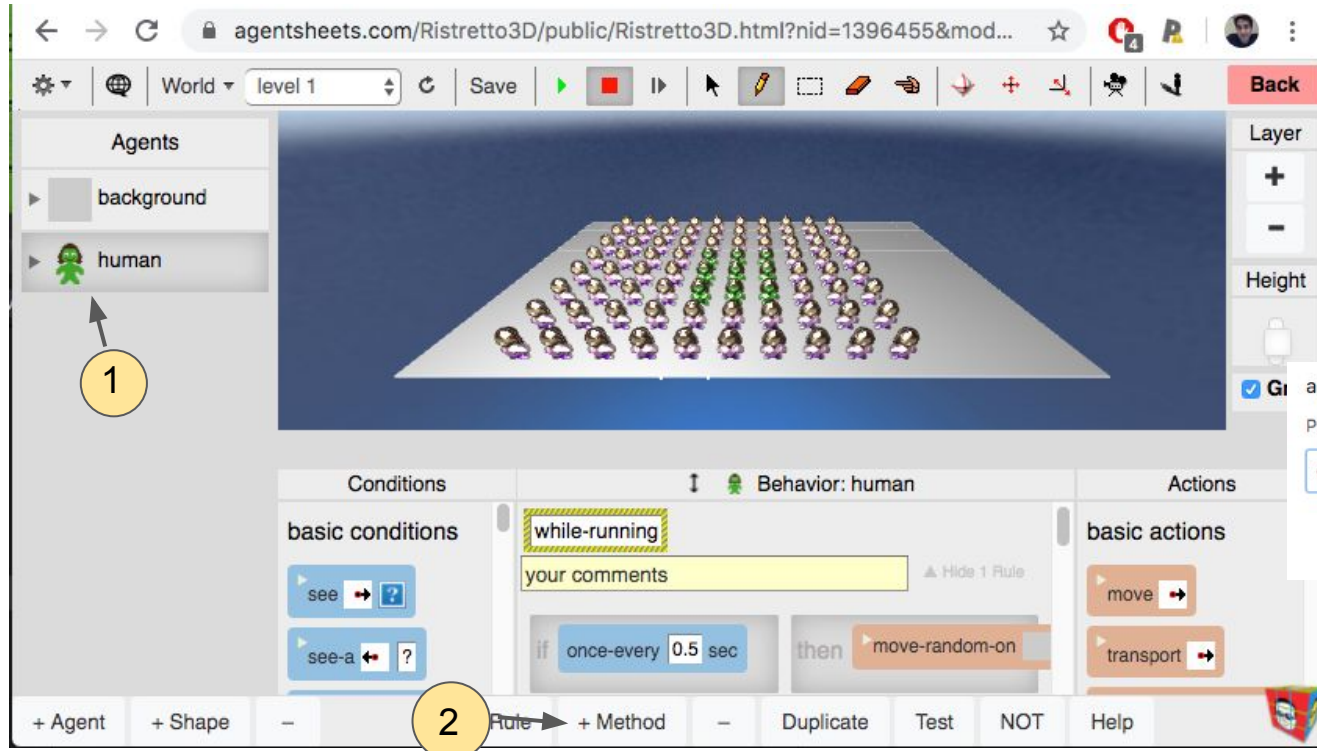 agentsheets.com/Ristretto3D/public/Ristretto3D.html?nid=1396455&mod...
4
World
level 1
Save
Back
Agents
background
human
1
Layer
+
−
Height
Gr
a
P
Conditions
Behavior: human
Actions
basic conditions
see ?
see-a ?
while-running
your comments
Hide 1 Rule
if once-every 0.5 sec then move-random-on
basic actions
move
transport
+ Agent + Shape − 2 Rule + Method − Duplicate Test NOT Help